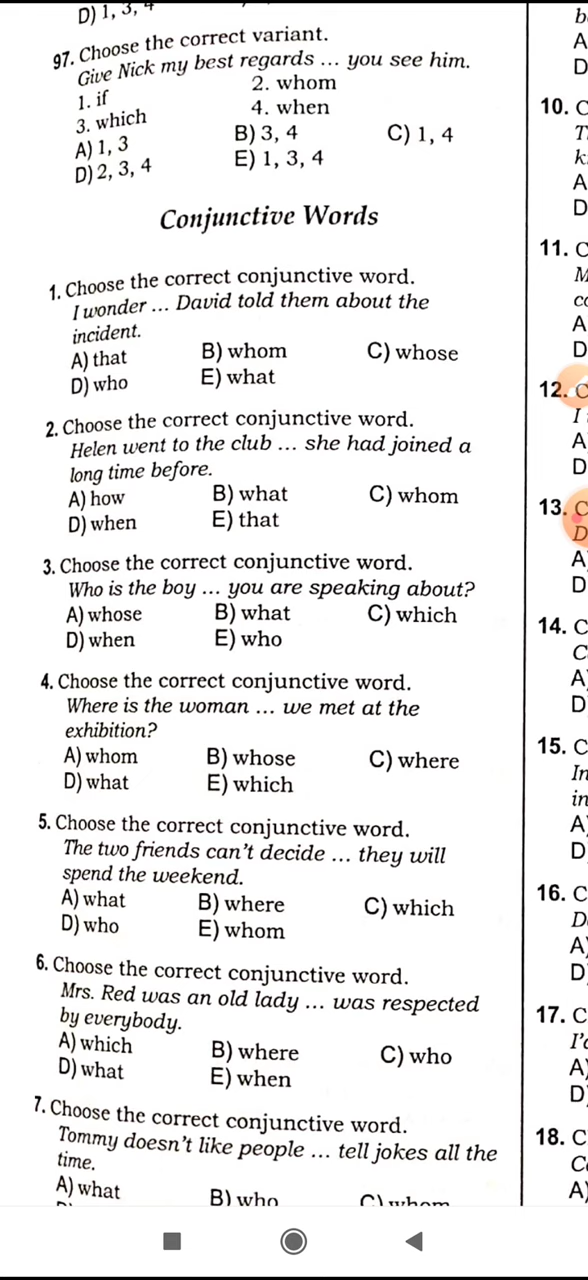 D) 1, 3, 4
97. Choose the correct variant.
Give Nick my best regards ... you see him.
1. if 2. whom
3. which 4. when
A) 1, 3 B) 3, 4 C) 1, 4
D) 2, 3, 4 E) 1, 3, 4
Conjunctive Words
1. Choose the correct conjunctive word.
I wonder ... David told them about the
incident.
A) that B) whom C) whose
D) who E) what
2. Choose the correct conjunctive word.
Helen went to the club ... she had joined a
long time before.
A) how B) what C) whom
D) when E) that
3. Choose the correct conjunctive word.
Who is the boy ... you are speaking about?
A) whose B) what C) which
D) when E) who
4. Choose the correct conjunctive word.
Where is the woman ... we met at the
exhibition?
A) whom B) whose C) where
D) what E) which
5. Choose the correct conjunctive word.
The two friends can't decide ... they will
spend the weekend.
A) what B) where C) which
D) who E) whom
6. Choose the correct conjunctive word.
Mrs. Red was an old lady ... was respected
by everybody.
A) which B) where C) who
D) what E) when
7. Choose the correct conjunctive word.
Tommy doesn't like people ... tell jokes all the
time.
A) what B) who C) whom
b
A
D
10. C
T
k
A
D
11. C
M
co
A
D
12. C
I
A
D
13. C
D
A
D
14. C
C
A
D
15. C
In
in
A)
D
16. C
D
A)
D
17. C
I'
A)
D
18. C
C
A)